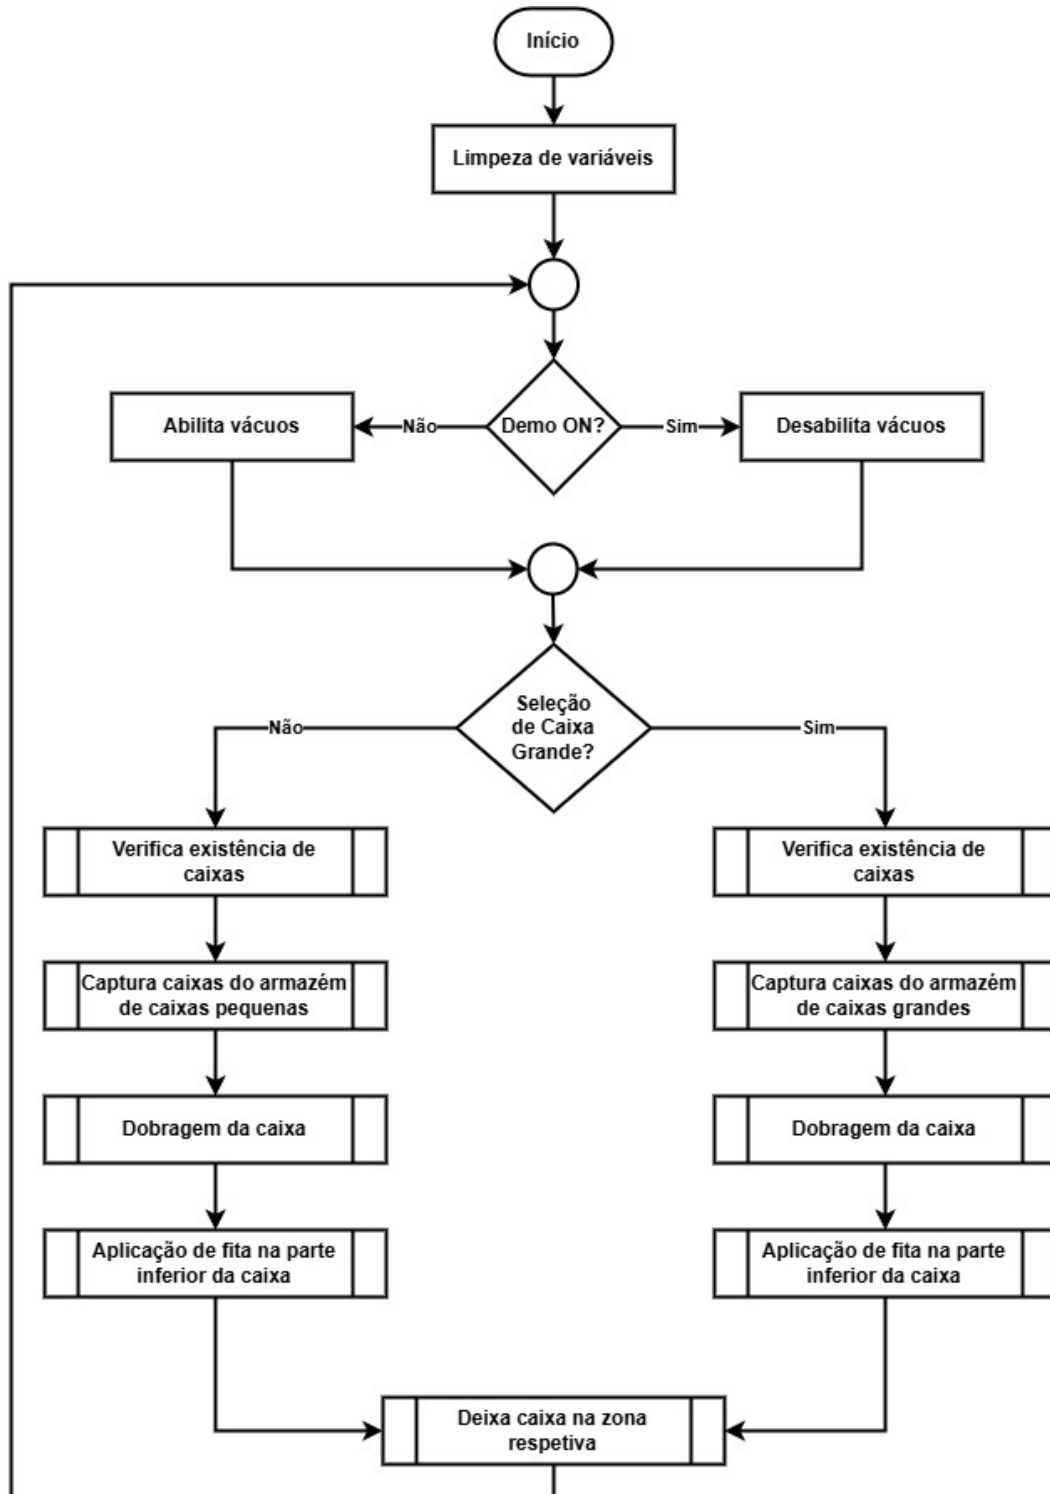 Início
Limpeza de variáveis
Abilita vácuos
Não
Demo ON?
Sim
Desabilita vácuos
Seleção
de Caixa
Grande?
Não
Sim
Verifica existência de
caixas
Verifica existência de
caixas
Captura caixas do armazém
de caixas pequenas
Captura caixas do armazém
de caixas grandes
Dobragem da caixa
Dobragem da caixa
Aplicação de fita na parte
inferior da caixa
Aplicação de fita na parte
inferior da caixa
Deixa caixa na zona
respetiva